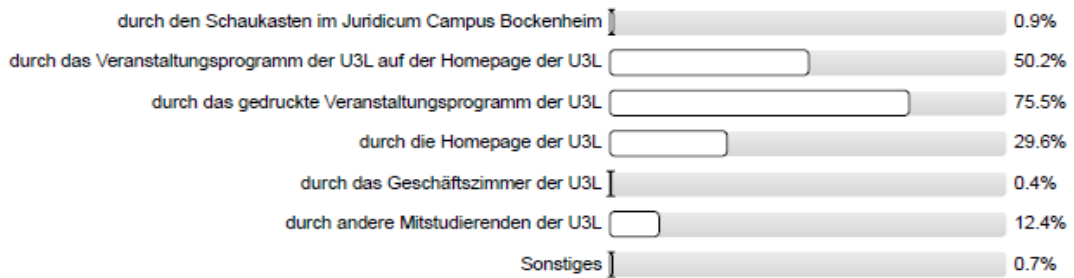 durch den Schaukasten im Juridicum Campus Bockenheim 0.9%
durch das Veranstaltungsprogramm der U3L auf der Homepage der U3L 50.2%
durch das gedruckte Veranstaltungsprogramm der U3L 75.5%
durch die Homepage der U3L 29.6%
durch das Geschäftszimmer der U3L 0.4%
durch andere Mitstudierenden der U3L 12.4%
Sonstiges 0.7%